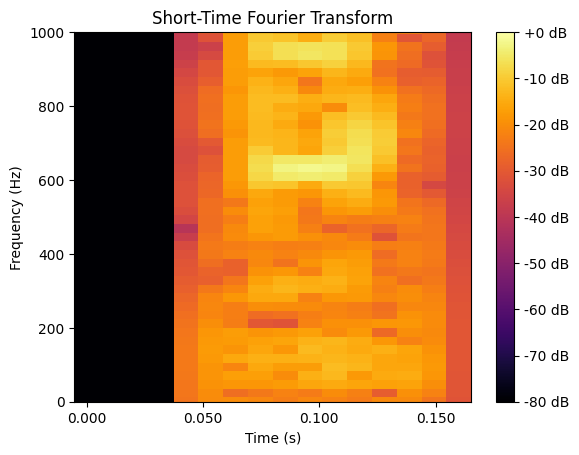 Short-Time Fourier Transform
1000
800
600
400
200
0
Frequency (Hz)
0.000
0.050
0.100
0.150
Time (s)
+0 dB
-10 dB
-20 dB
-30 dB
-40 dB
-50 dB
-60 dB
-70 dB
-80 dB